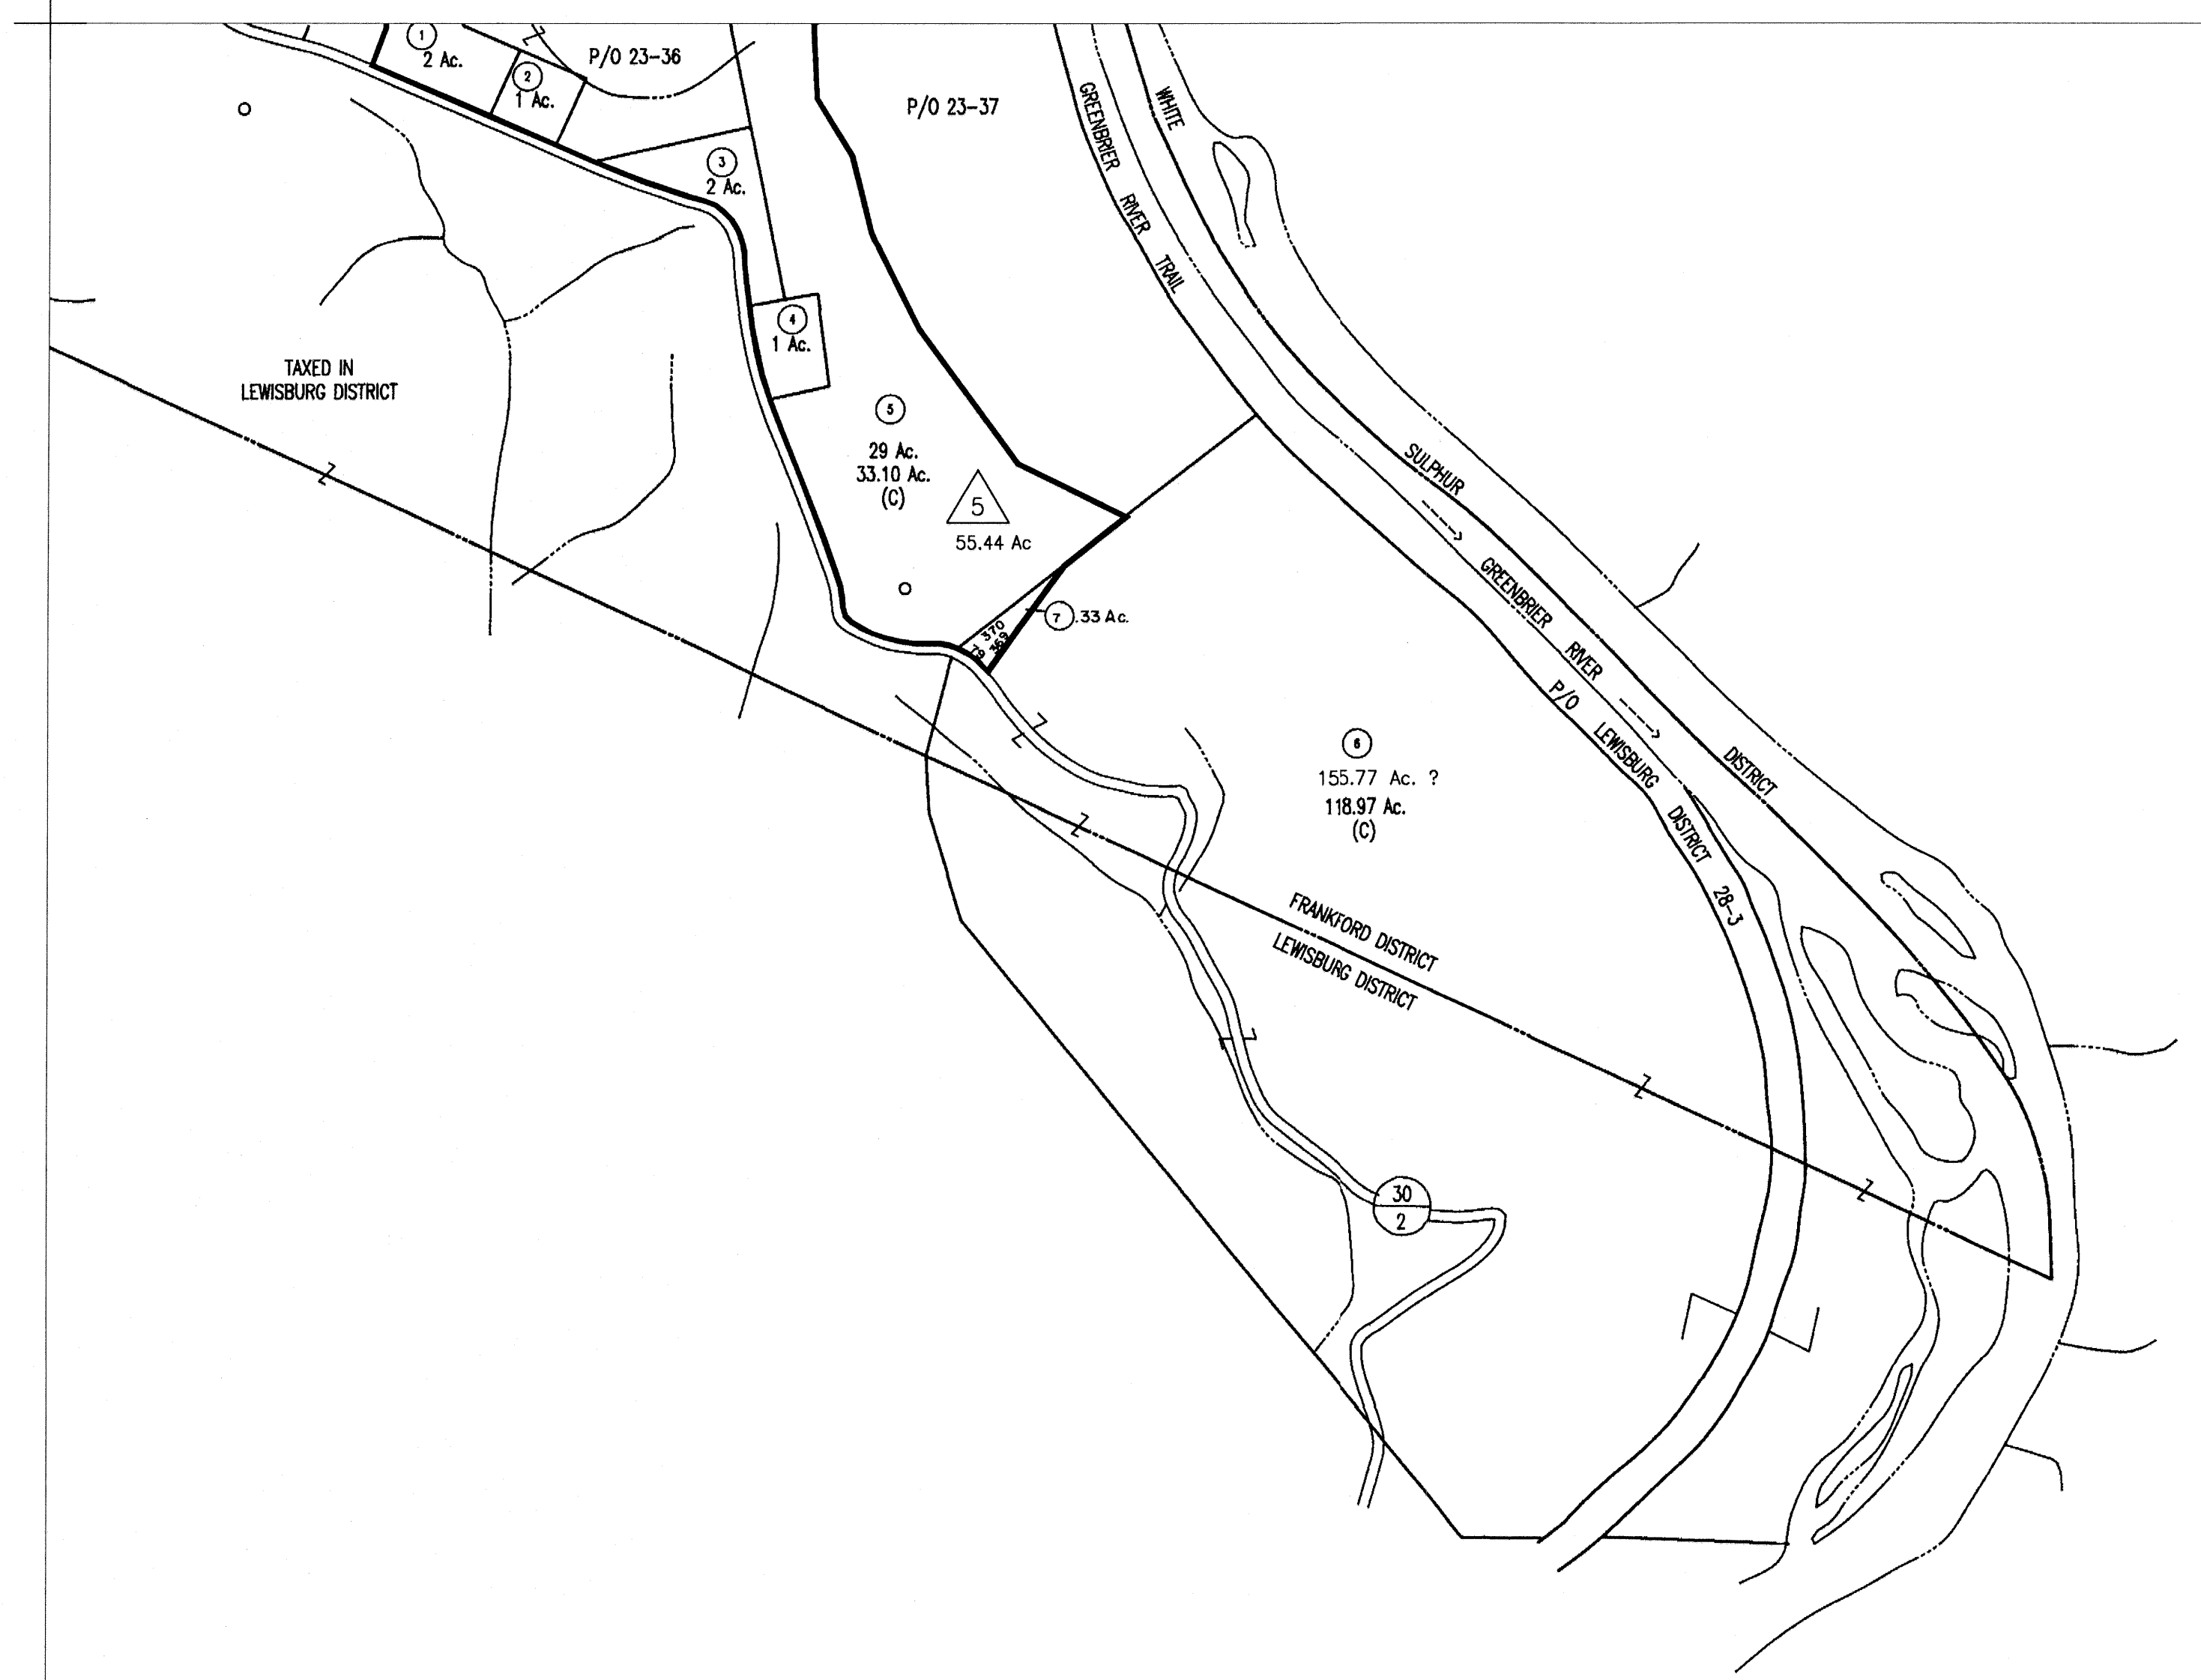 1
2 Ac.
2
1 Ac.
P/O 23-36
P/O 23-37
3
2 Ac.
4
1 Ac.
TAXED IN
LEWISBURG DISTRICT
5
29 Ac.
33.10 Ac.
(C)
5
55.44 Ac
7 .33 Ac.
370
369
79
GREENBRIER RIVER TRAIL
WHITE SULPHUR DISTRICT
GREENBRIER RIVER
P/O LEWISBURG DISTRICT 28-3
6
155.77 Ac. ?
118.97 Ac.
(C)
FRANKFORD DISTRICT
LEWISBURG DISTRICT
30
2